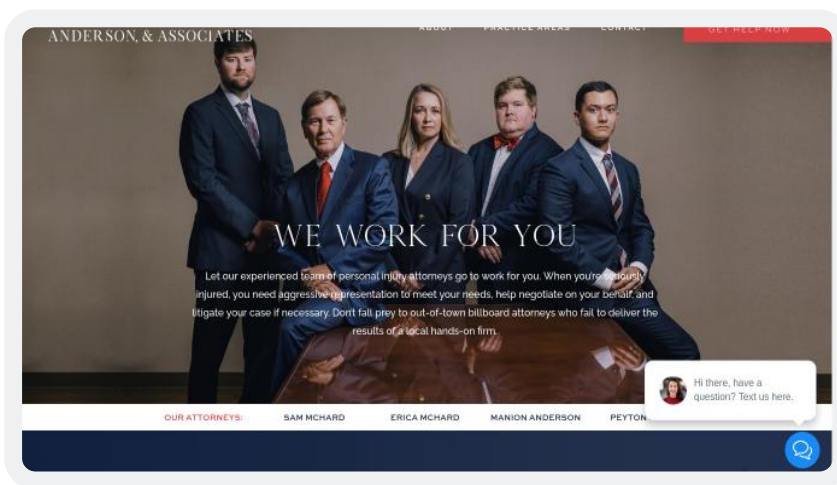 ANDERSON, & ASSOCIATES
ABOUT PRACTICE AREAS CONTACT GET HELP NOW
WE WORK FOR YOU
Let our experienced team of personal injury attorneys go to work for you. When you're seriously
injured, you need aggressive representation to meet your needs, help negotiate on your behalf, and
litigate your case if necessary. Don't fall prey to out-of-town billboard attorneys who fail to deliver the
results of a local hands-on firm.
Hi there, have a
question? Text us here.
OUR ATTORNEYS: SAM MCHARD ERICA MCHARD MANION ANDERSON PEYTON